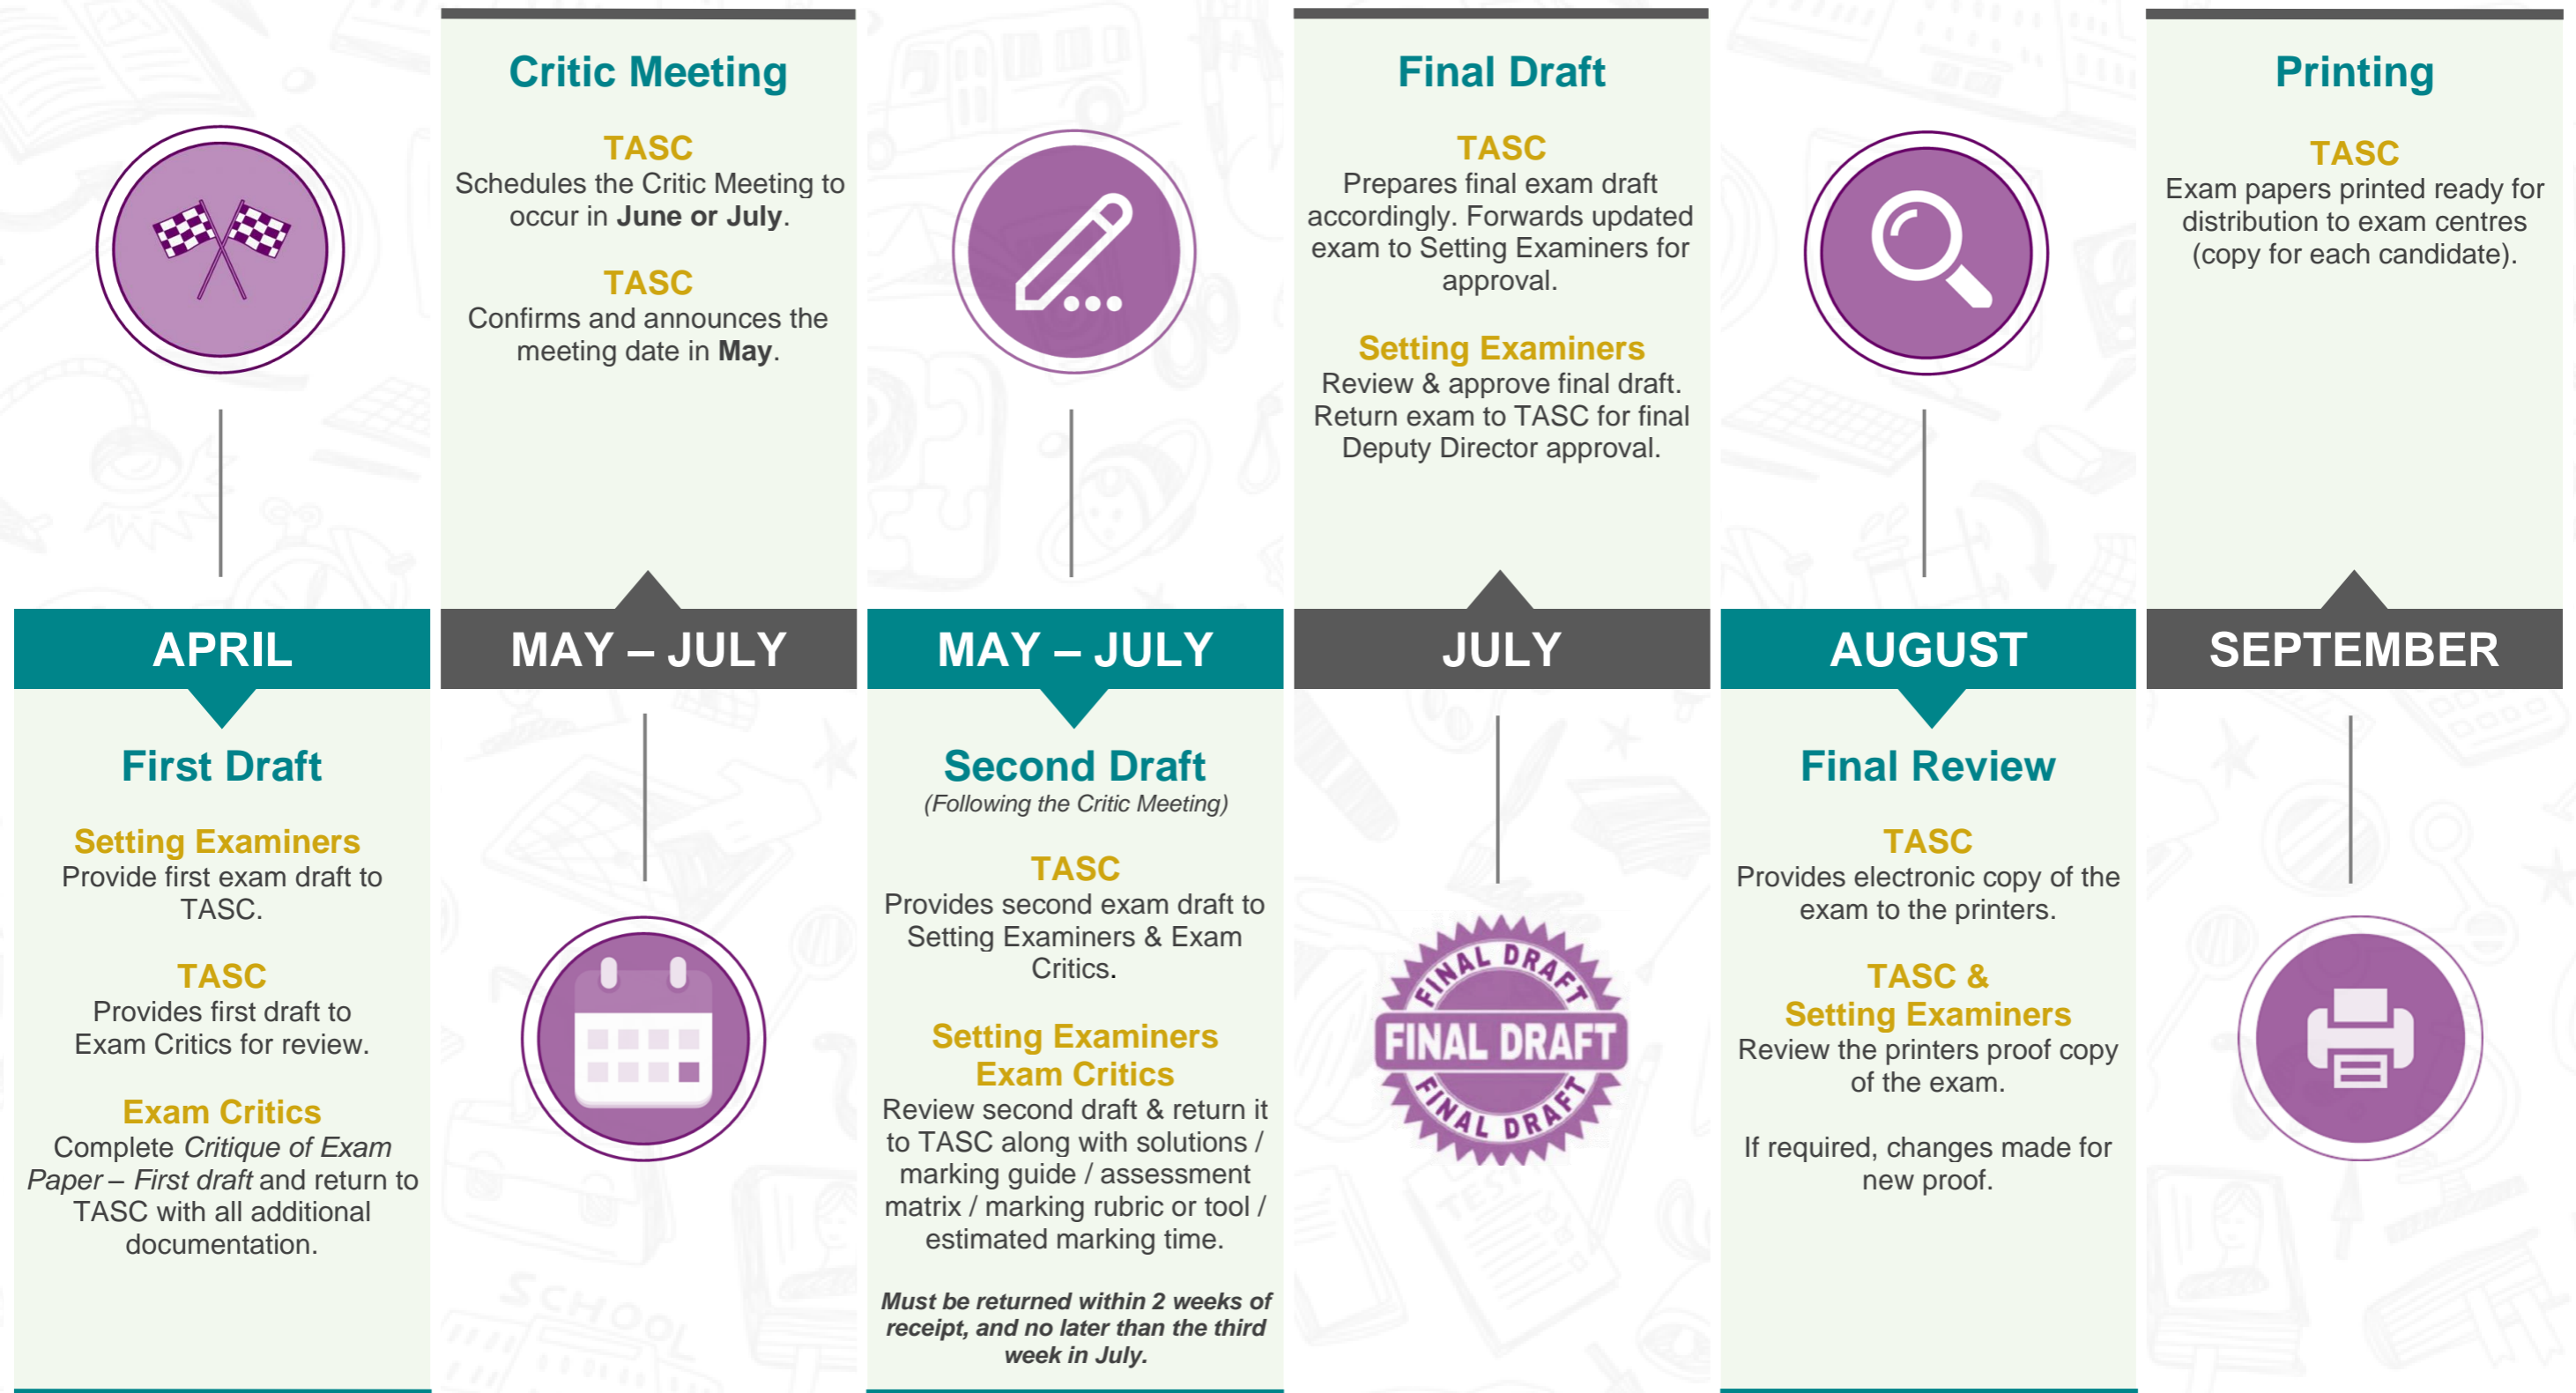 Critic Meeting
TASC
Schedules the Critic Meeting to
occur in June or July.
TASC
Confirms and announces the
meeting date in May.
Final Draft
TASC
Prepares final exam draft
accordingly. Forwards updated
exam to Setting Examiners for
approval.
Setting Examiners
Review & approve final draft.
Return exam to TASC for final
Deputy Director approval.
Printing
TASC
Exam papers printed ready for
distribution to exam centres
(copy for each candidate).
APRIL
MAY – JULY
MAY – JULY
JULY
AUGUST
SEPTEMBER
First Draft
Setting Examiners
Provide first exam draft to
TASC.
TASC
Provides first draft to
Exam Critics for review.
Exam Critics
Complete Critique of Exam
Paper – First draft and return to
TASC with all additional
documentation.
SCHOOL
Second Draft
(Following the Critic Meeting)
TASC
Provides second exam draft to
Setting Examiners & Exam
Critics.
Setting Examiners
Exam Critics
Review second draft & return it
to TASC along with solutions /
marking guide / assessment
matrix / marking rubric or tool /
estimated marking time.
Must be returned within 2 weeks of
receipt, and no later than the third
week in July.
FINAL DRAFT
FINAL DRAFT
FINAL DRAFT
TEST
Final Review
TASC
Provides electronic copy of the
exam to the printers.
TASC &
Setting Examiners
Review the printers proof copy
of the exam.
If required, changes made for
new proof.